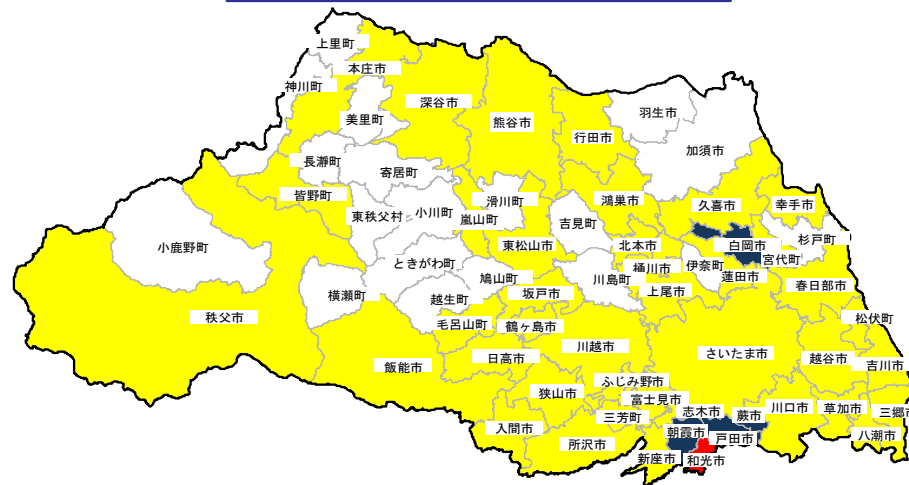 上里町
本庄市
神川町
深谷市
美里町
熊谷市
羽生市
行田市
加須市
長瀞町
寄居町
皆野町
滑川町
鴻巣市
久喜市
幸手市
東秩父村
小川町
嵐山町
吉見町
小鹿野町
東松山市
北本市
白岡市
杉戸町
ときがわ町
鳩山町
川島町
桶川市
伊奈町
宮代町
蓮田市
横瀬町
越生町
坂戸市
上尾市
春日部市
秩父市
毛呂山町
鶴ヶ島市
松伏町
飯能市
日高市
川越市
さいたま市
越谷市
吉川市
狭山市
ふじみ野市
富士見市
入間市
三芳町
志木市
蕨市
川口市
草加市
三郷市
所沢市
朝霞市
戸田市
八潮市
新座市
和光市